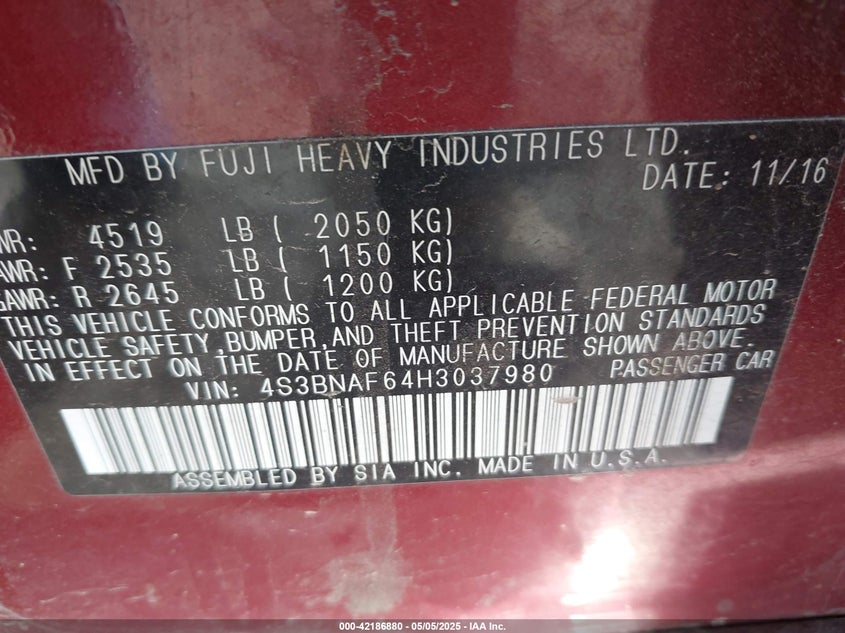 MFD BY FUJI HEAVY INDUSTRIES LTD.
DATE: 11/16
WR: 4519 LB ( 2050 KG)
AWR: F 2535 LB ( 1150 KG)
GAWR: R 2645 LB ( 1200 KG)
THIS VEHICLE CONFORMS TO ALL APPLICABLE FEDERAL MOTOR
VEHICLE SAFETY, BUMPER, AND THEFT PREVENTION STANDARDS
IN EFFECT ON THE DATE OF MANUFACTURE SHOWN ABOVE.
VIN: 4S3BNAF64H3037980 PASSENGER CAR
ASSEMBLED BY SIA INC. MADE IN U.S.A.
000-42186880 - 05/05/2025 - IAA Inc.